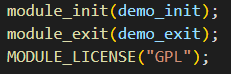 module_init(demo_init);
module_exit(demo_exit);
MODULE_LICENSE("GPL");